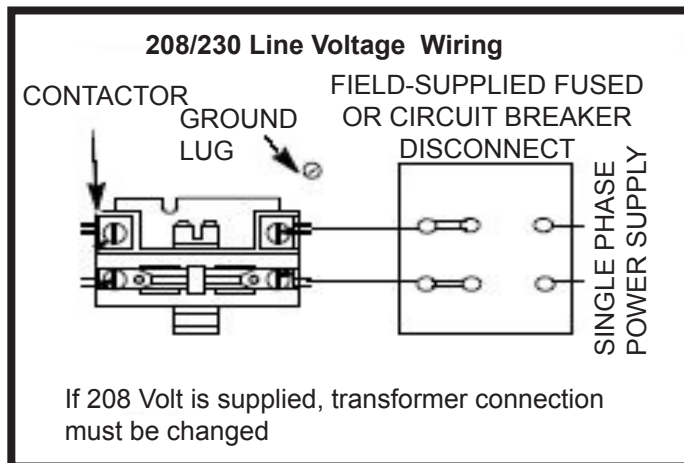 208/230 Line Voltage Wiring
CONTACTOR
GROUND
LUG
FIELD-SUPPLIED FUSED
OR CIRCUIT BREAKER
DISCONNECT
SINGLE PHASE
POWER SUPPLY
If 208 Volt is supplied, transformer connection
must be changed